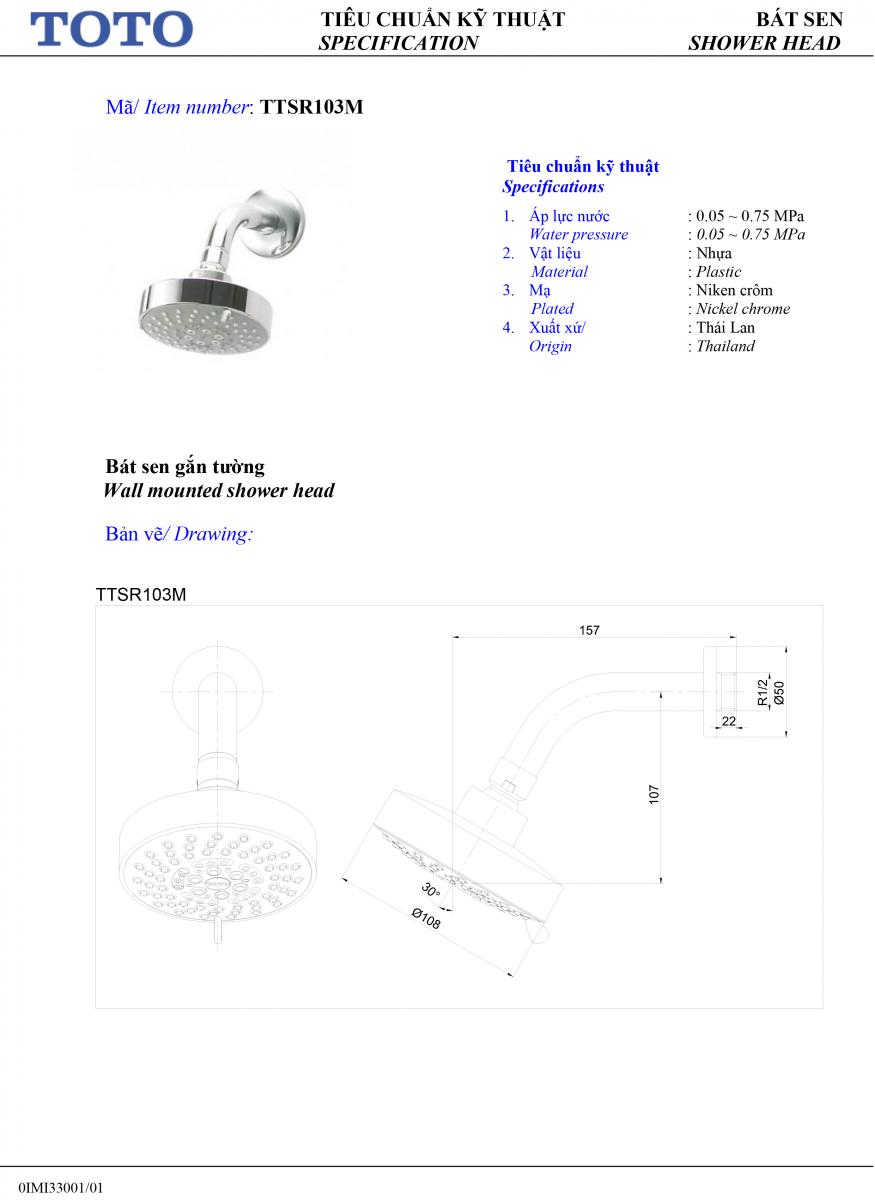 TOTO
TIÊU CHUẨN KỸ THUẬT
SPECIFICATION
BÁT SEN
SHOWER HEAD
Mã/ Item number: TTSR103M
Tiêu chuẩn kỹ thuật
Specifications
1. Áp lực nước : 0.05 ~ 0.75 MPa
Water pressure : 0.05 ~ 0.75 MPa
2. Vật liệu : Nhựa
Material : Plastic
3. Mạ : Niken crôm
Plated : Nickel chrome
4. Xuất xứ/ : Thái Lan
Origin : Thailand
Bát sen gắn tường
Wall mounted shower head
Bản vẽ/ Drawing:
TTSR103M
157
R1/2
Ø50
22
107
30°
Ø108
0IMI33001/01